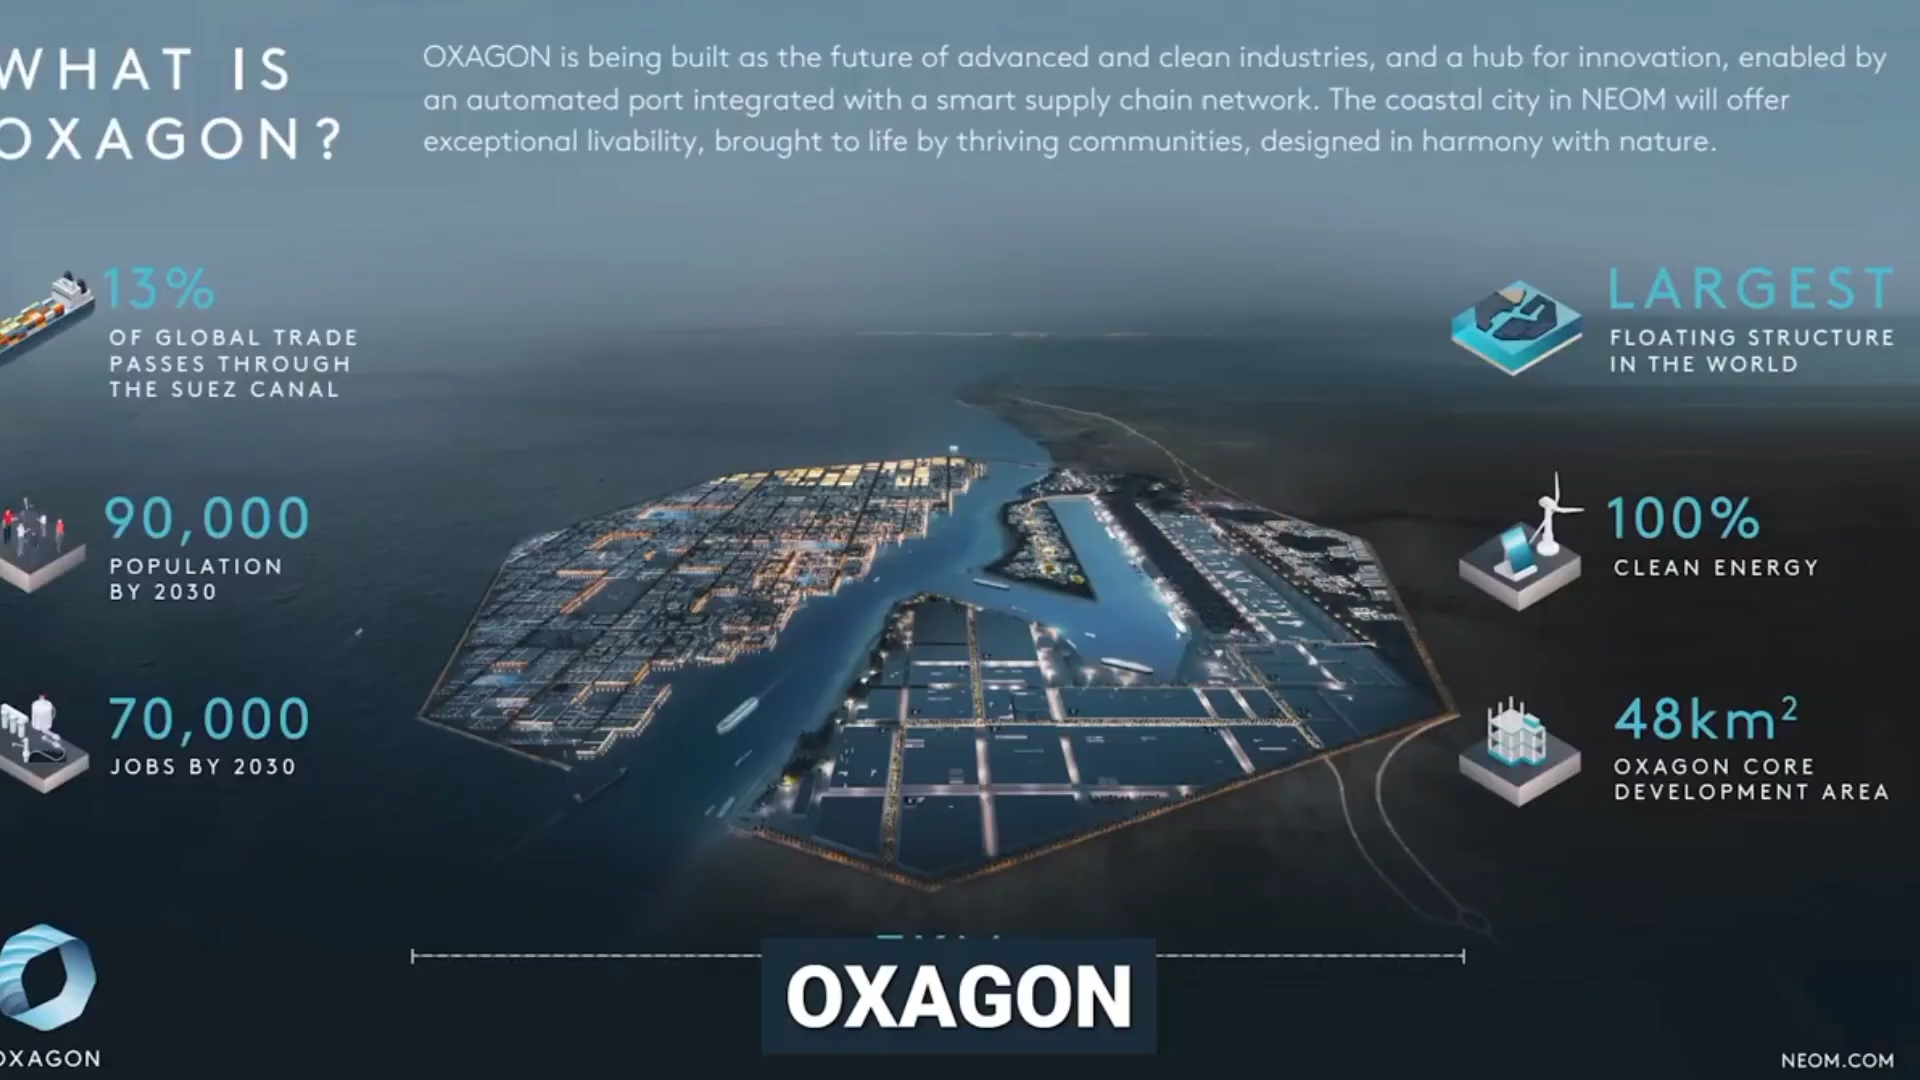 WHAT IS
OXAGON?
OXAGON is being built as the future of advanced and clean industries, and a hub for innovation, enabled by
an automated port integrated with a smart supply chain network. The coastal city in NEOM will offer
exceptional livability, brought to life by thriving communities, designed in harmony with nature.
13%
OF GLOBAL TRADE
PASSES THROUGH
THE SUEZ CANAL
90,000
POPULATION
BY 2030
70,000
JOBS BY 2030
LARGEST
FLOATING STRUCTURE
IN THE WORLD
100%
CLEAN ENERGY
48km²
OXAGON CORE
DEVELOPMENT AREA
OXAGON
OXAGON
NEOM.COM